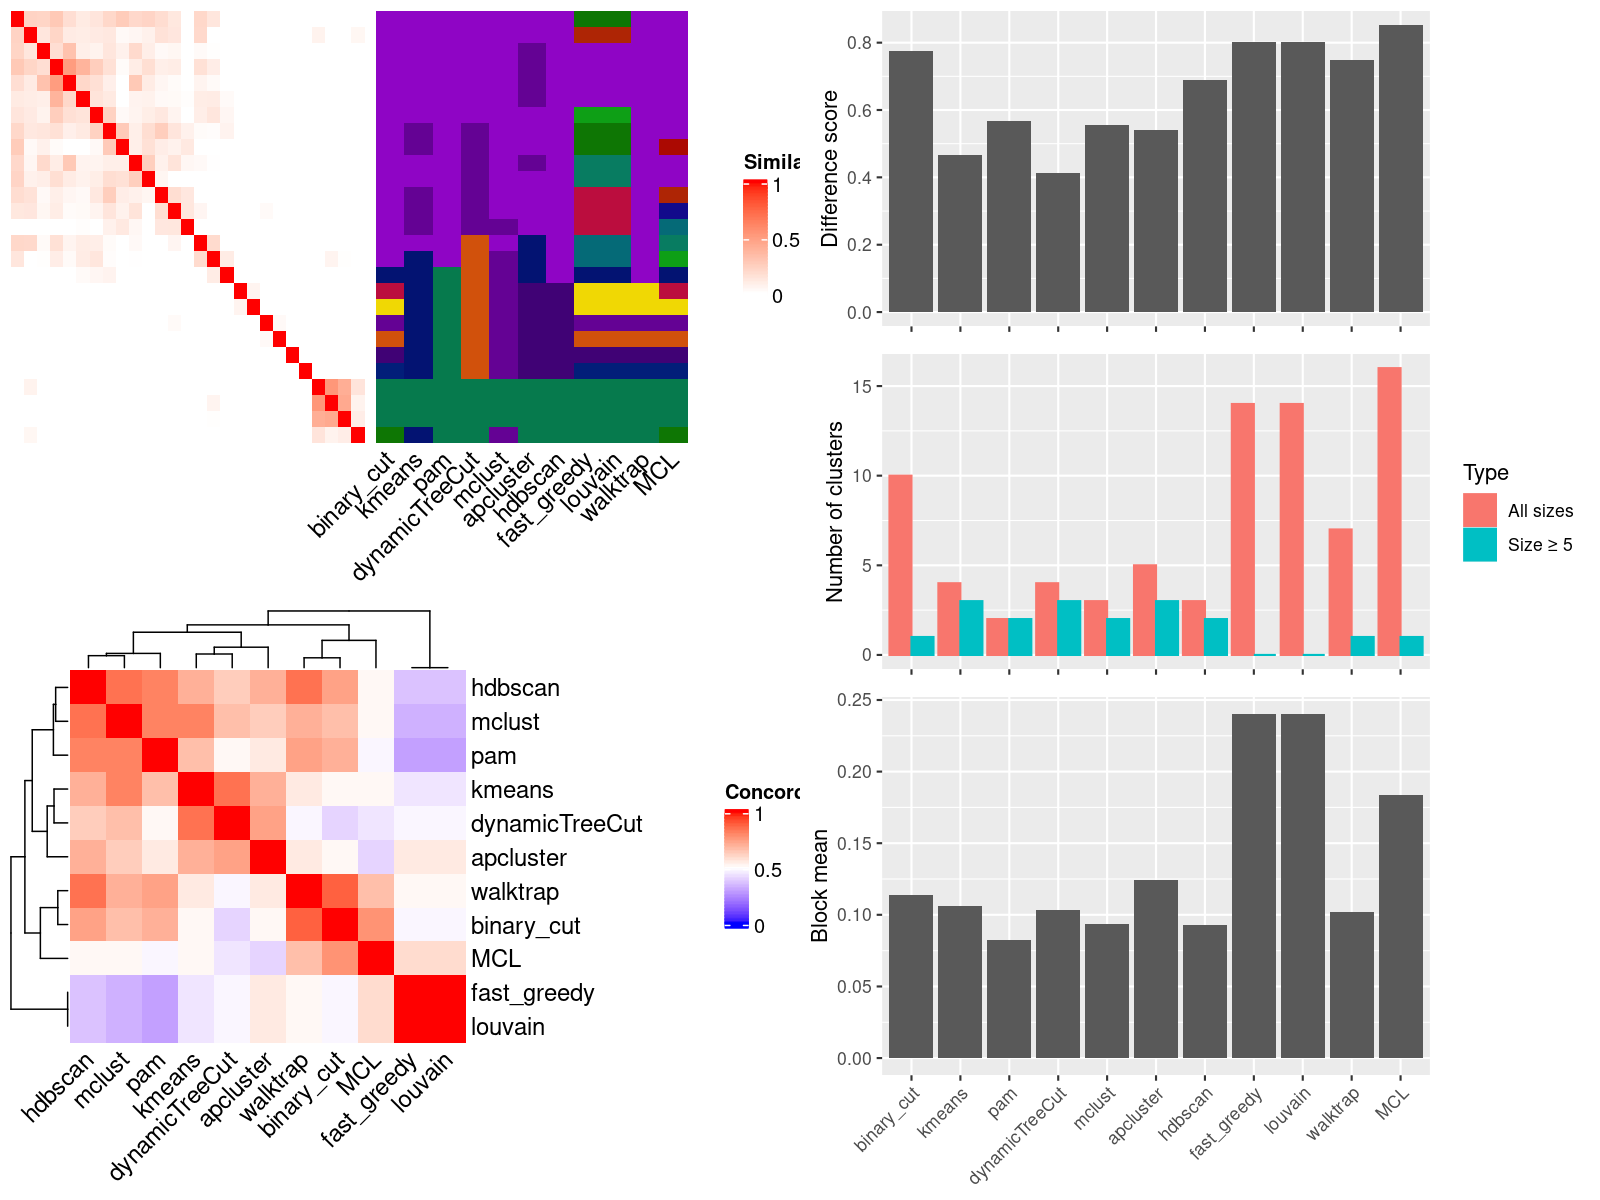 Simila
1
0.5
0
binary_cut
kmeans
pam
dynamicTreeCut
mclust
apcluster
hdbscan
fast_greedy
louvain
walktrap
MCL
Difference score
0.8
0.6
0.4
0.2
0.0
Number of clusters
15
10
5
0
Type
All sizes
Size ≥ 5
hdbscan
mclust
pam
kmeans
dynamicTreeCut
apcluster
walktrap
binary_cut
MCL
fast_greedy
louvain
hdbscan
mclust
pam
kmeans
dynamicTreeCut
apcluster
walktrap
binary_cut
MCL
fast_greedy
louvain
Concord
1
0.5
0
Block mean
0.25
0.20
0.15
0.10
0.05
0.00
binary_cut
kmeans
pam
dynamicTreeCut
mclust
apcluster
hdbscan
fast_greedy
louvain
walktrap
MCL